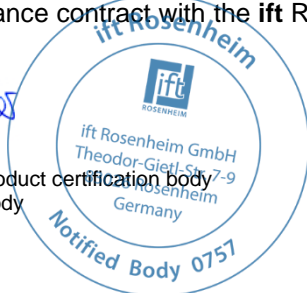 ance contract with the ift R
ift Rosenheim
ift
ROSENHEIM
ift Rosenheim GmbH
Theodor-Gietl-Str. 7-9
oduct certification body
Rosenheim
ody
Germany
Notified Body 0757